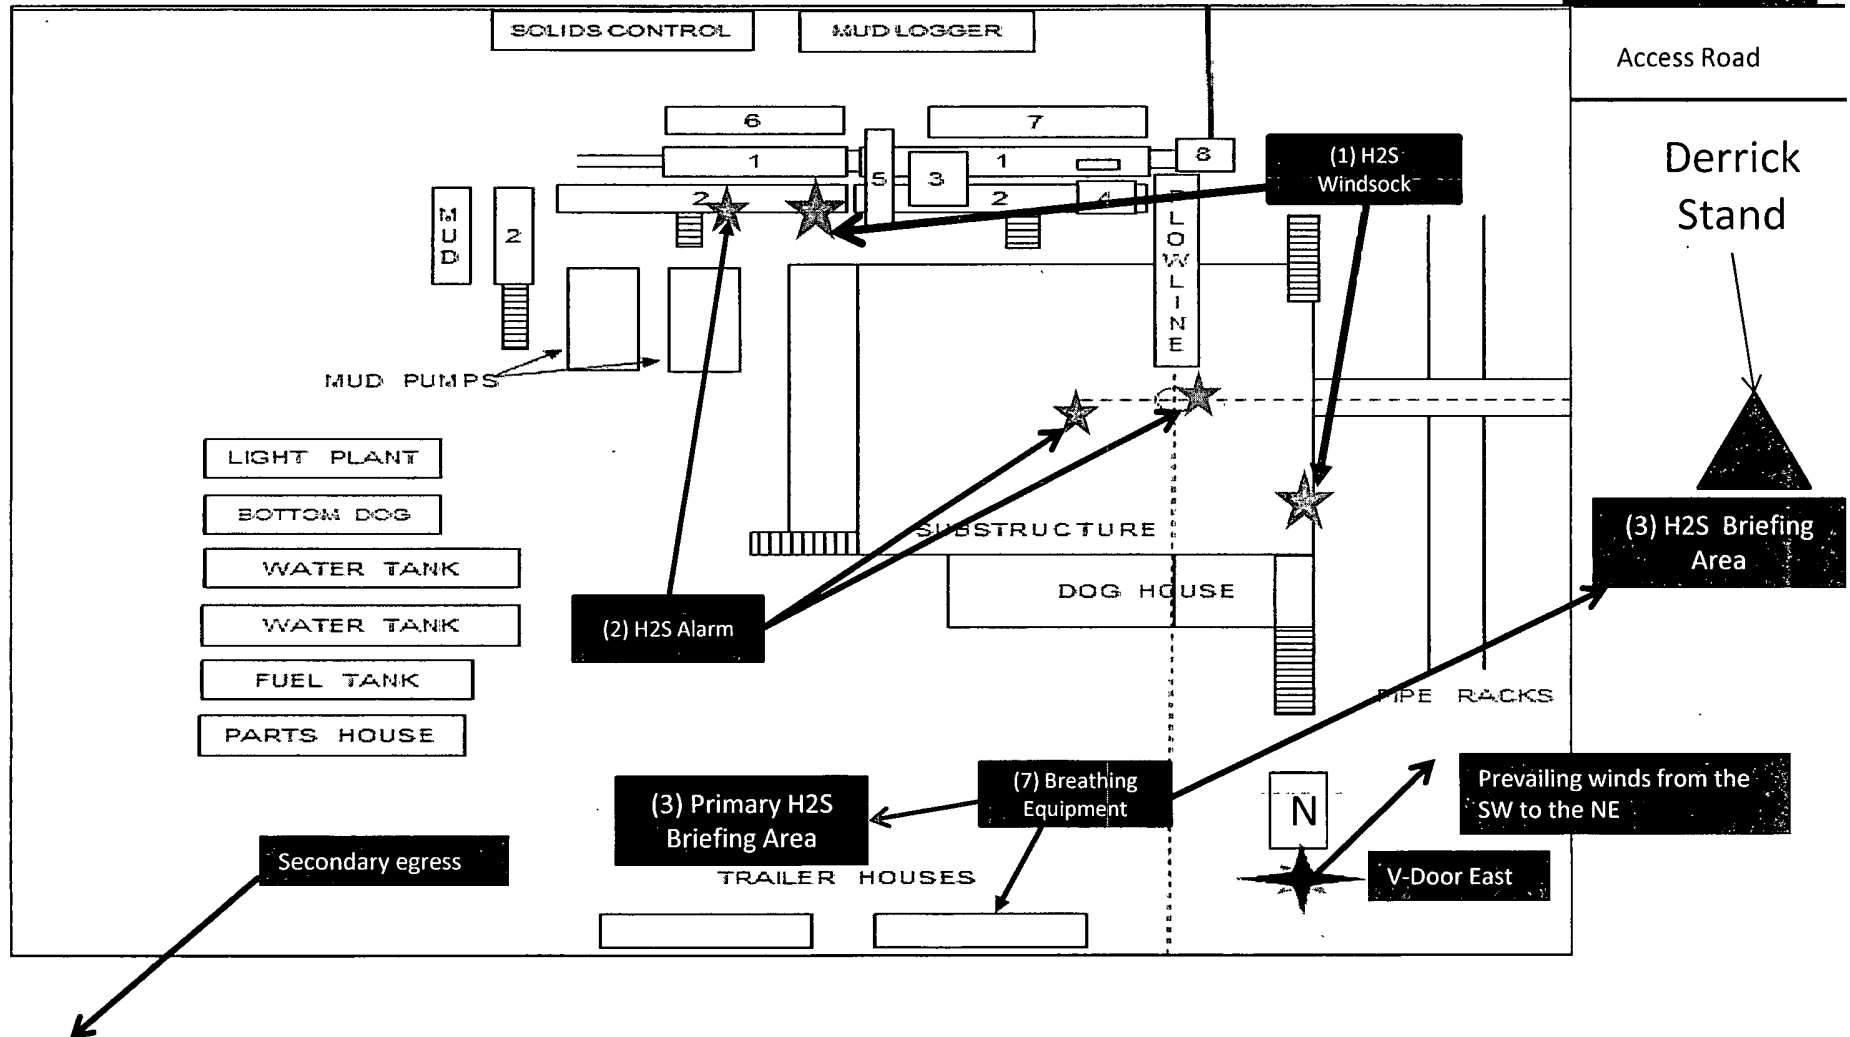 SOLIDS CONTROL
MUD LOGGER
Access Road
6
7
1
1
8
5
3
2
2
4
(1) H2S
Windsock
Derrick
Stand
MUD
2
FLOWLINE
MUD PUMPS
LIGHT PLANT
BOTTOM DOG
WATER TANK
WATER TANK
FUEL TANK
PARTS HOUSE
SUBSTRUCTURE
DOG HOUSE
(3) H2S Briefing
Area
(2) H2S Alarm
PIPE RACKS
(3) Primary H2S
Briefing Area
(7) Breathing
Equipment
N
Prevailing winds from the
SW to the NE
Secondary egress
TRAILER HOUSES
V-Door East